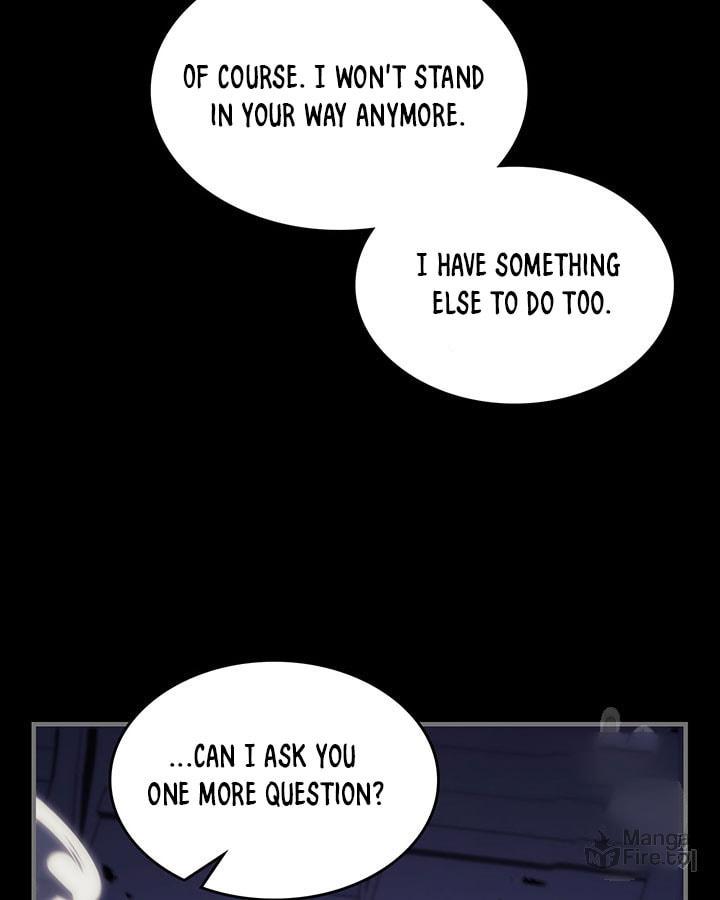 OF COURSE. I WON'T STAND
IN YOUR WAY ANYMORE.
I HAVE SOMETHING
ELSE TO DO TOO.
...CAN I ASK YOU
ONE MORE QUESTION?
Manga
Fire.to